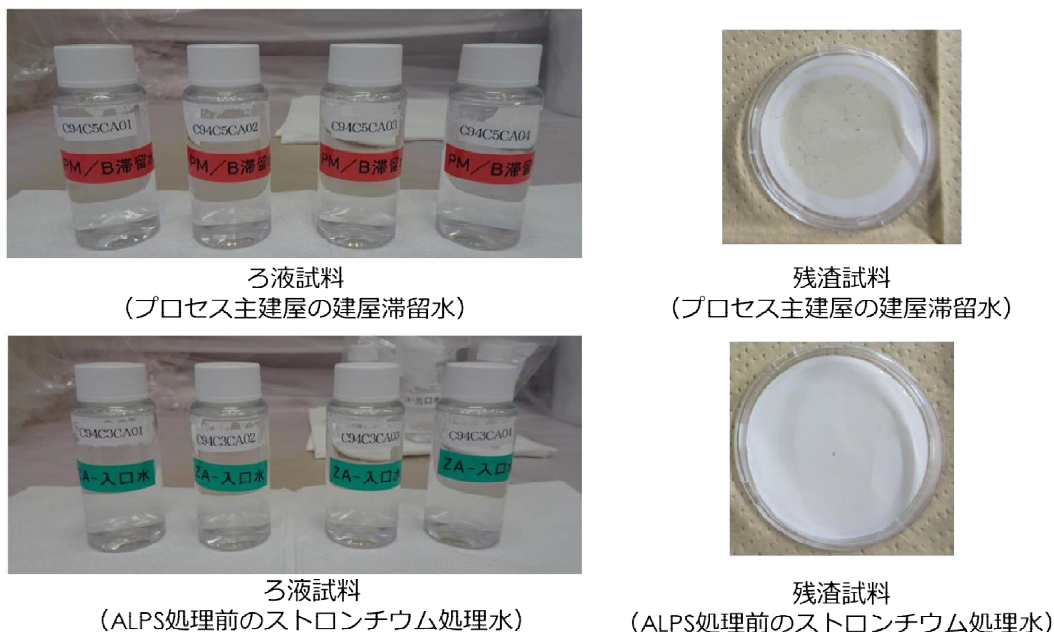 C94C5CA01
C94C5CA02
C94C5CA03
C94C5CA04
PM/B滞留水
PM/B滞留
PM/B滞留
PM/B滞留
ろ液試料
(プロセス主建屋の建屋滞留水)
残渣試料
(プロセス主建屋の建屋滞留水)
C94C3CA01
C94C3CA02
C94C3CA03
C94C3CA04
ZA-入口水
ZA-入口水
ZA-入口水
ZA-入口水
ろ液試料
(ALPS処理前のストロンチウム処理水)
残渣試料
(ALPS処理前のストロンチウム処理水)